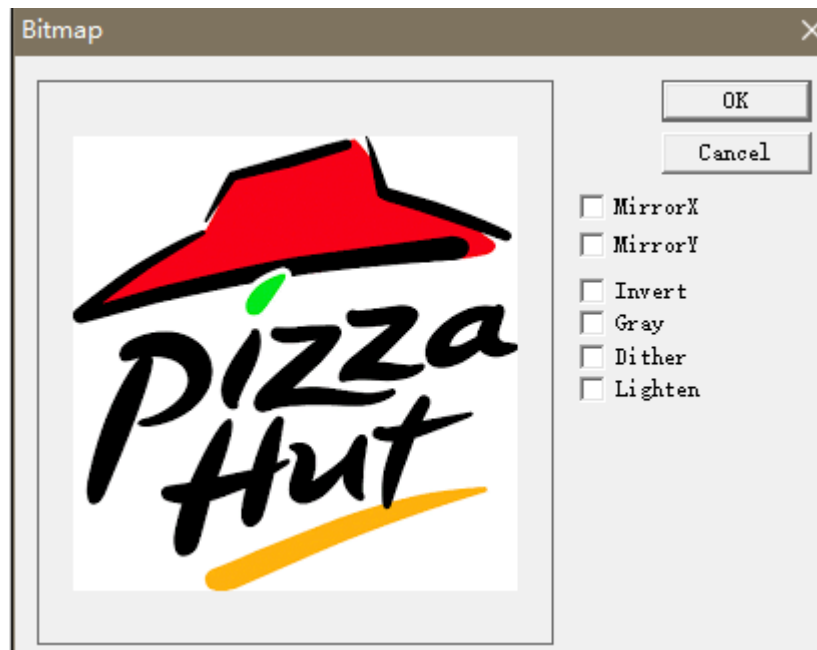 Bitmap
OK
Cancel
MirrorX
MirrorY
Invert
Gray
Dither
Lighten
Pizza
Hut